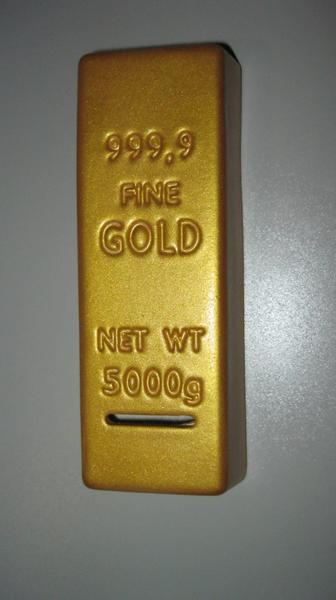 999,9
FINE
GOLD
NET WT
5000g